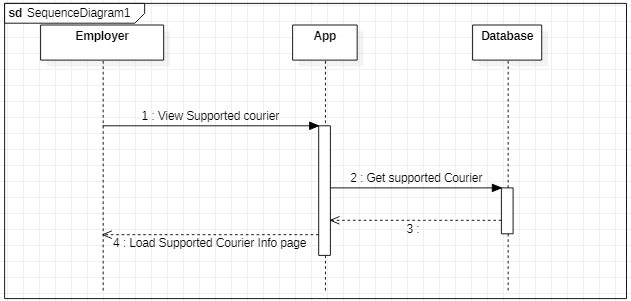 sd SequenceDiagram1
Employer
App
Database
1 : View Supported courier
2 : Get supported Courier
3 :
4 : Load Supported Courier Info page